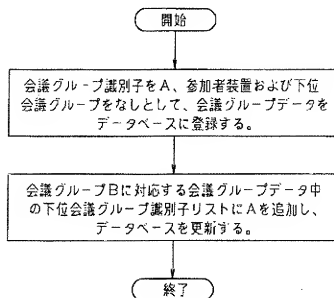 開始
会議グループ識別子をA、参加者装置および下位
会議グループをなしとして、会議グループデータを
データベースに登録する。
会議グループBに対応する会議グループデータ中
の下位会議グループ識別子リストにAを追加し、
データベースを更新する。
終了